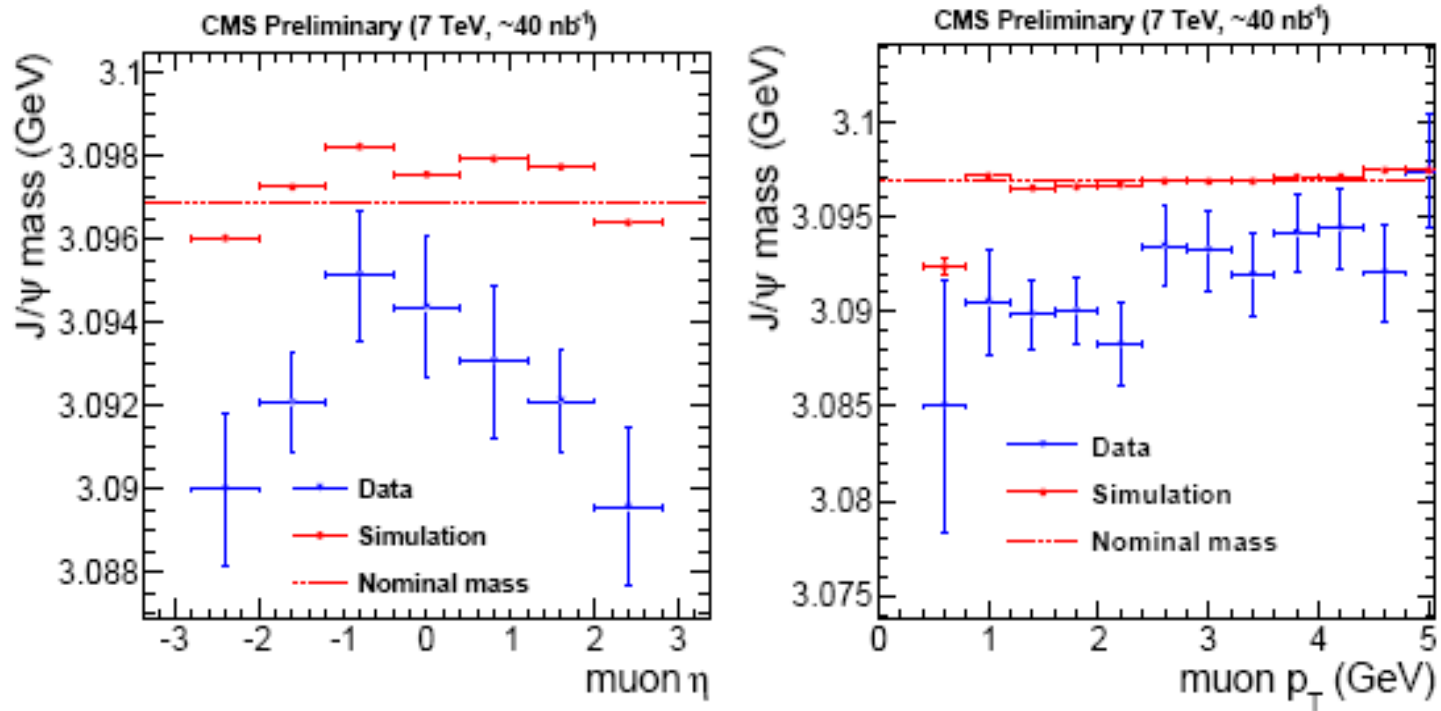 CMS Preliminary (7 TeV, ~40 nb⁻¹)
J/ψ mass (GeV)
3.1
3.098
3.096
3.094
3.092
3.09
3.088
Data
Simulation
Nominal mass
-3 -2 -1 0 1 2 3
muon η
CMS Preliminary (7 TeV, ~40 nb⁻¹)
J/ψ mass (GeV)
3.1
3.095
3.09
3.085
3.08
3.075
Data
Simulation
Nominal mass
0 1 2 3 4 5
muon p_T (GeV)